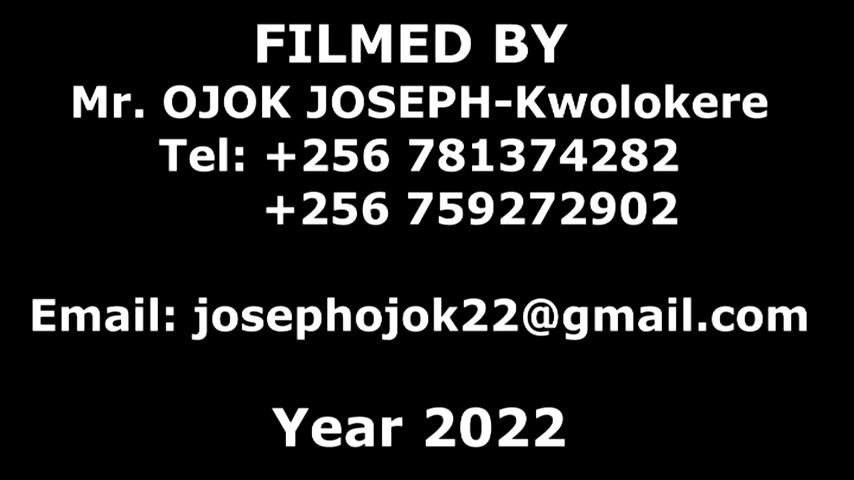 FILMED BY
Mr. OJOK JOSEPH-Kwolokere
Tel: +256 781374282
+256 759272902
Email: josephojok22@gmail.com
Year 2022